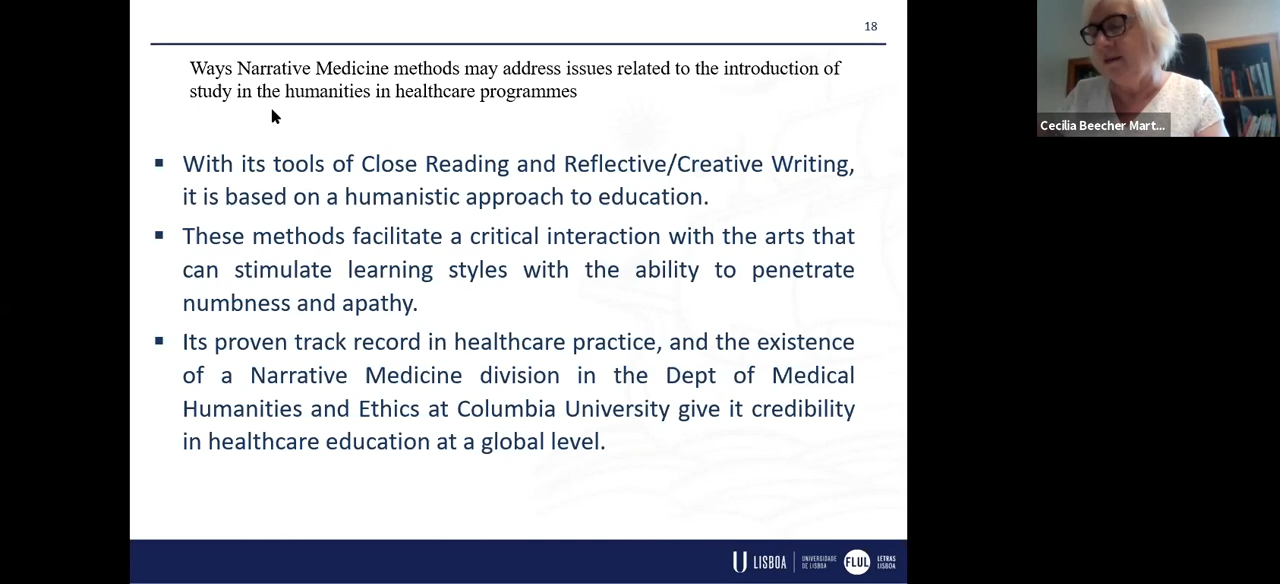 18
Ways Narrative Medicine methods may address issues related to the introduction of
study in the humanities in healthcare programmes
▪ With its tools of Close Reading and Reflective/Creative Writing,
it is based on a humanistic approach to education.
▪ These methods facilitate a critical interaction with the arts that
can stimulate learning styles with the ability to penetrate
numbness and apathy.
▪ Its proven track record in healthcare practice, and the existence
of a Narrative Medicine division in the Dept of Medical
Humanities and Ethics at Columbia University give it credibility
in healthcare education at a global level.
U LISBOA
UNIVERSIDADE
DE LISBOA
FLUL
LETRAS
LISBOA
Cecilia Beecher Mart...